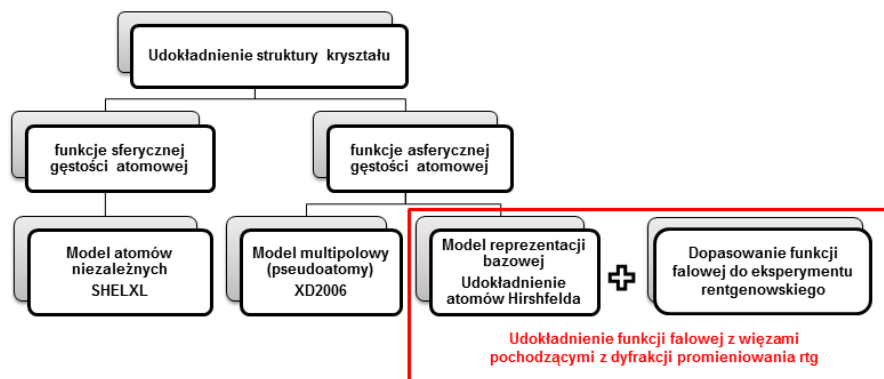 Udokładnienie struktury kryształu
funkcje sferycznej
gęstości atomowej
funkcje asferycznej
gęstości atomowej
Model atomów
niezależnych
SHELXL
Model multipolowy
(pseudoatomy)
XD2006
Model reprezentacji
bazowej
Udokładnienie
atomów Hirshfelda
Dopasowanie funkcji
falowej do eksperymentu
rentgenowskiego
Udokładnienie funkcji falowej z więzami
pochodzącymi z dyfrakcji promieniowania rtg